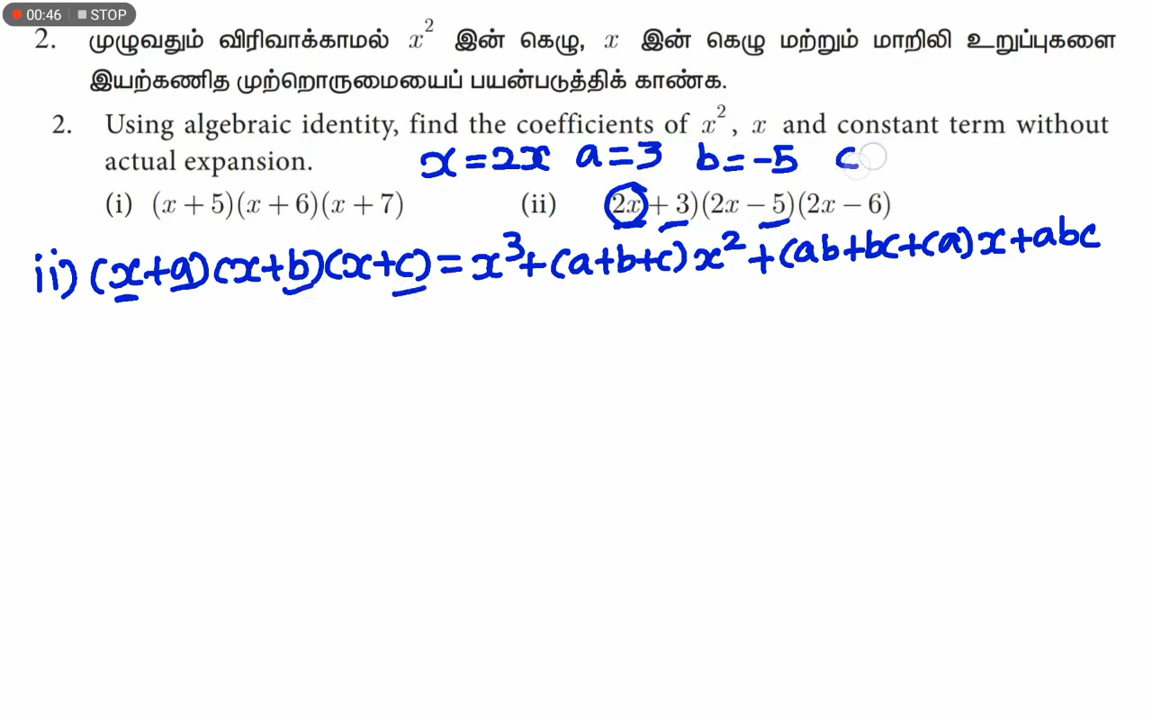 00:46 STOP
2. முழுவதும் விரிவாக்காமல் x² இன் கெழு, x இன் கெழு மற்றும் மாறிலி உறுப்புகளை
இயற்கணித முற்றொருமையைப் பயன்படுத்திக் காண்க.
2. Using algebraic identity, find the coefficients of x², x and constant term without
actual expansion.
x = 2x a = 3 b = -5 c
(i) (x + 5)(x + 6)(x + 7) (ii) (2x + 3)(2x − 5)(2x − 6)
ii) (x+a)(x+b)(x+c) = x³+(a+b+c)x²+(ab+bc+ca)x+abc